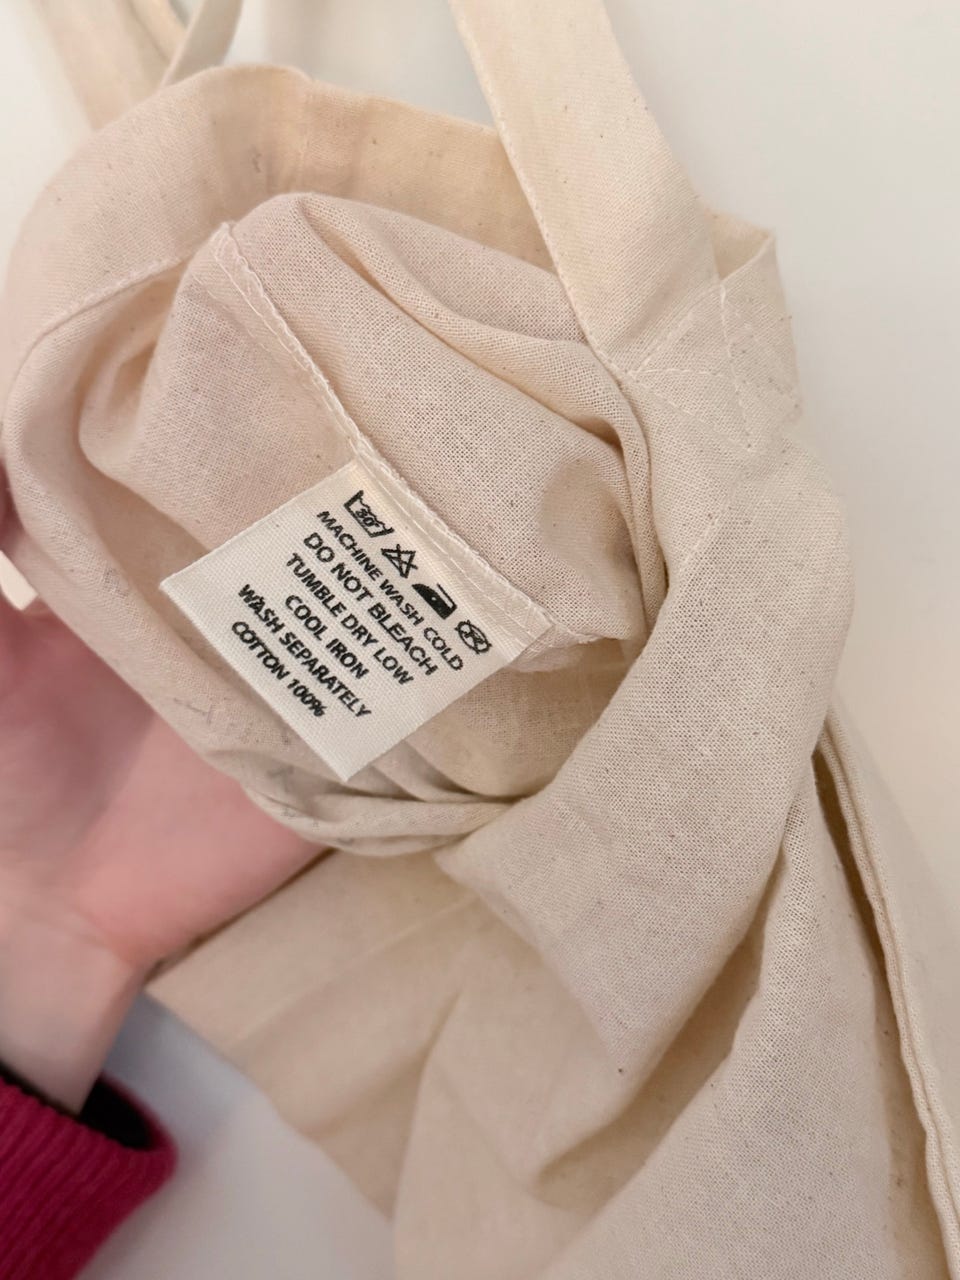 30°
MACHINE WASH COLD
DO NOT BLEACH
TUMBLE DRY LOW
COOL IRON
WASH SEPARATELY
COTTON 100%